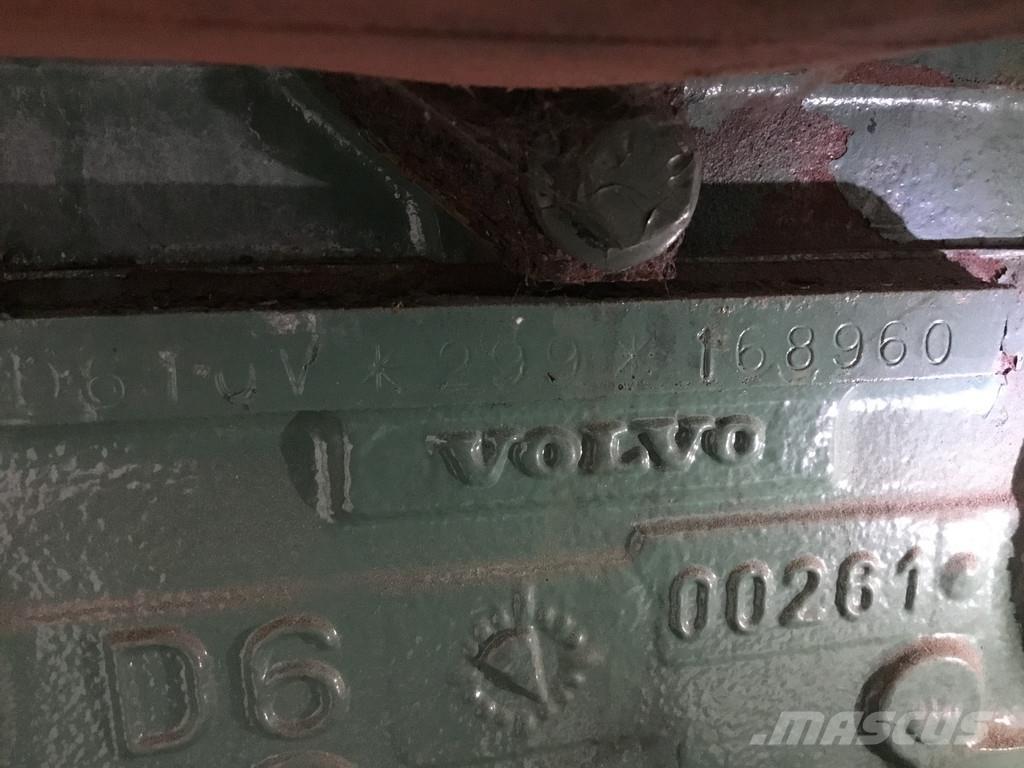 * 299 * 168960
VOLVO
00261
D6
MASCUS